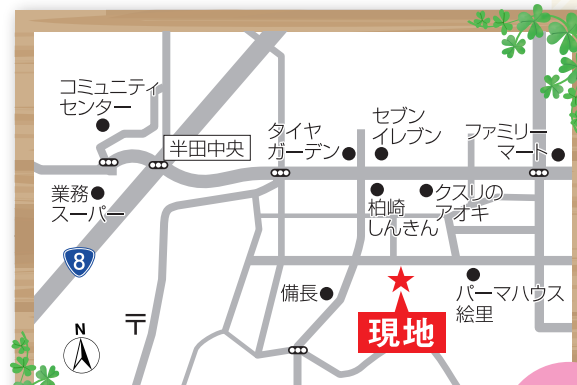 コミュニティ
センター
半田中央
タイヤ
ガーデン
セブン
イレブン
ファミリー
マート
業務
スーパー
柏崎
しんきん
クスリの
アオキ
8
備長
パーマハウス
絵里
現地
N
〒